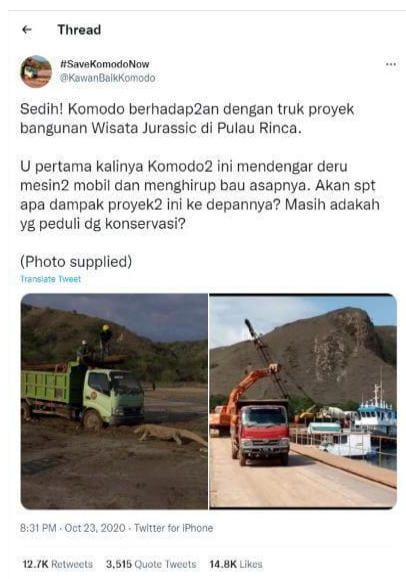 Thread
#SaveKomodoNow
@KawanBaikKomodo
Sedih! Komodo berhadap2an dengan truk proyek
bangunan Wisata Jurassic di Pulau Rinca.
U pertama kalinya Komodo2 ini mendengar deru
mesin2 mobil dan menghirup bau asapnya. Akan spt
apa dampak proyek2 ini ke depannya? Masih adakah
yg peduli dg konservasi?
(Photo supplied)
Translate Tweet
8:31 PM · Oct 23, 2020 · Twitter for iPhone
12.7K Retweets 3,515 Quote Tweets 14.8K Likes